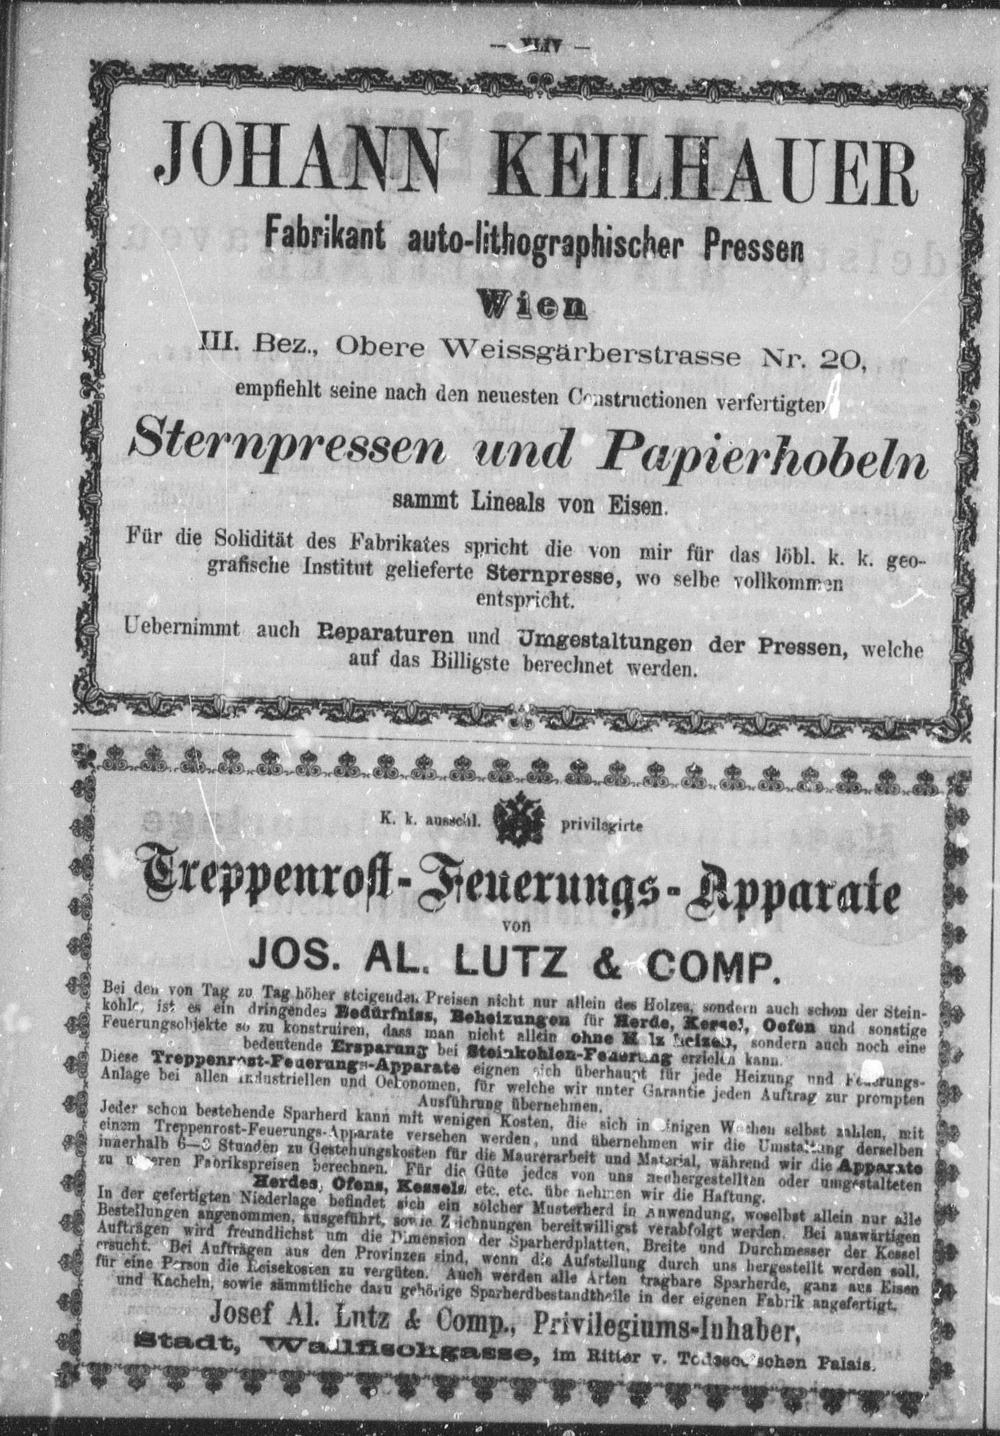 — XLIV —
JOHANN KEILHAUER
Fabrikant auto-lithographischer Pressen
Wien
III. Bez., Obere Weissgärberstrasse Nr. 20,
empfiehlt seine nach den neuesten Constructionen verfertigten
Sternpressen und Papierhobeln
sammt Lineals von Eisen.
Für die Solidität des Fabrikates spricht die von mir für das löbl. k. k. geo-
grafische Institut gelieferte Sternpresse, wo selbe vollkommen
entspricht.
Uebernimmt auch Reparaturen und Umgestaltungen der Pressen, welche
auf das Billigste berechnet werden.
K. k. ausschl. privilegirte
Treppenrost-Feuerungs-Apparate
von
JOS. AL. LUTZ & COMP.
Bei den von Tag zu Tag höher steigenden Preisen nicht nur allein des Holzes, sondern auch schon der Stein-
kohle, ist es ein dringendes Bedürfniss, Beheizungen für Herde, Kessel, Oefen und sonstige
Feuerungsobjekte so zu konstruiren, dass man nicht allein ohne Holz heizen, sondern auch noch eine
bedeutende Ersparung bei Steinkohlen-Feuerung erzielen kann.
Diese Treppenrost-Feuerungs-Apparate eignen sich überhaupt für jede Heizung und Feuerungs-
Anlage bei allen industriellen und Oekonomen, für welche wir unter Garantie jeden Auftrag zur prompten
Ausführung übernehmen.
Jeder schon bestehende Sparherd kann mit wenigen Kosten, die sich in einigen Wochen selbst zahlen, mit
einem Treppenrost-Feuerungs-Apparate versehen werden, und übernehmen wir die Umstaltung derselben
innerhalb 6—8 Stunden zu Gestehungskosten für die Maurerarbeit und Material, während wir die Apparate
zu unseren Fabrikspreisen berechnen. Für die Güte jedes von uns neuhergestellten oder umgestalteten
Herdes, Ofens, Kessels etc. etc. übernehmen wir die Haftung.
In der gefertigten Niederlage befindet sich ein solcher Musterherd in Anwendung, woselbst allein nur alle
Bestellungen angenommen, ausgeführt, sowie Zeichnungen bereitwilligst verabfolgt werden. Bei auswärtigen
Aufträgen wird freundlichst um die Dimension der Sparherdplatten, Breite und Durchmesser der Kessel
ersucht. Bei Aufträgen aus den Provinzen sind, wenn die Aufstellung durch uns hergestellt werden soll,
für eine Person die Reisekosten zu vergüten. Auch werden alle Arten tragbare Sparherde, ganz aus Eisen
und Kacheln, sowie sämmtliche dazu gehörige Sparherdbestandtheile in der eigenen Fabrik angefertigt.
Josef Al. Lutz & Comp., Privilegiums-Inhaber,
Stadt, Wallfischgasse, im Ritter v. Todesco'schen Palais.